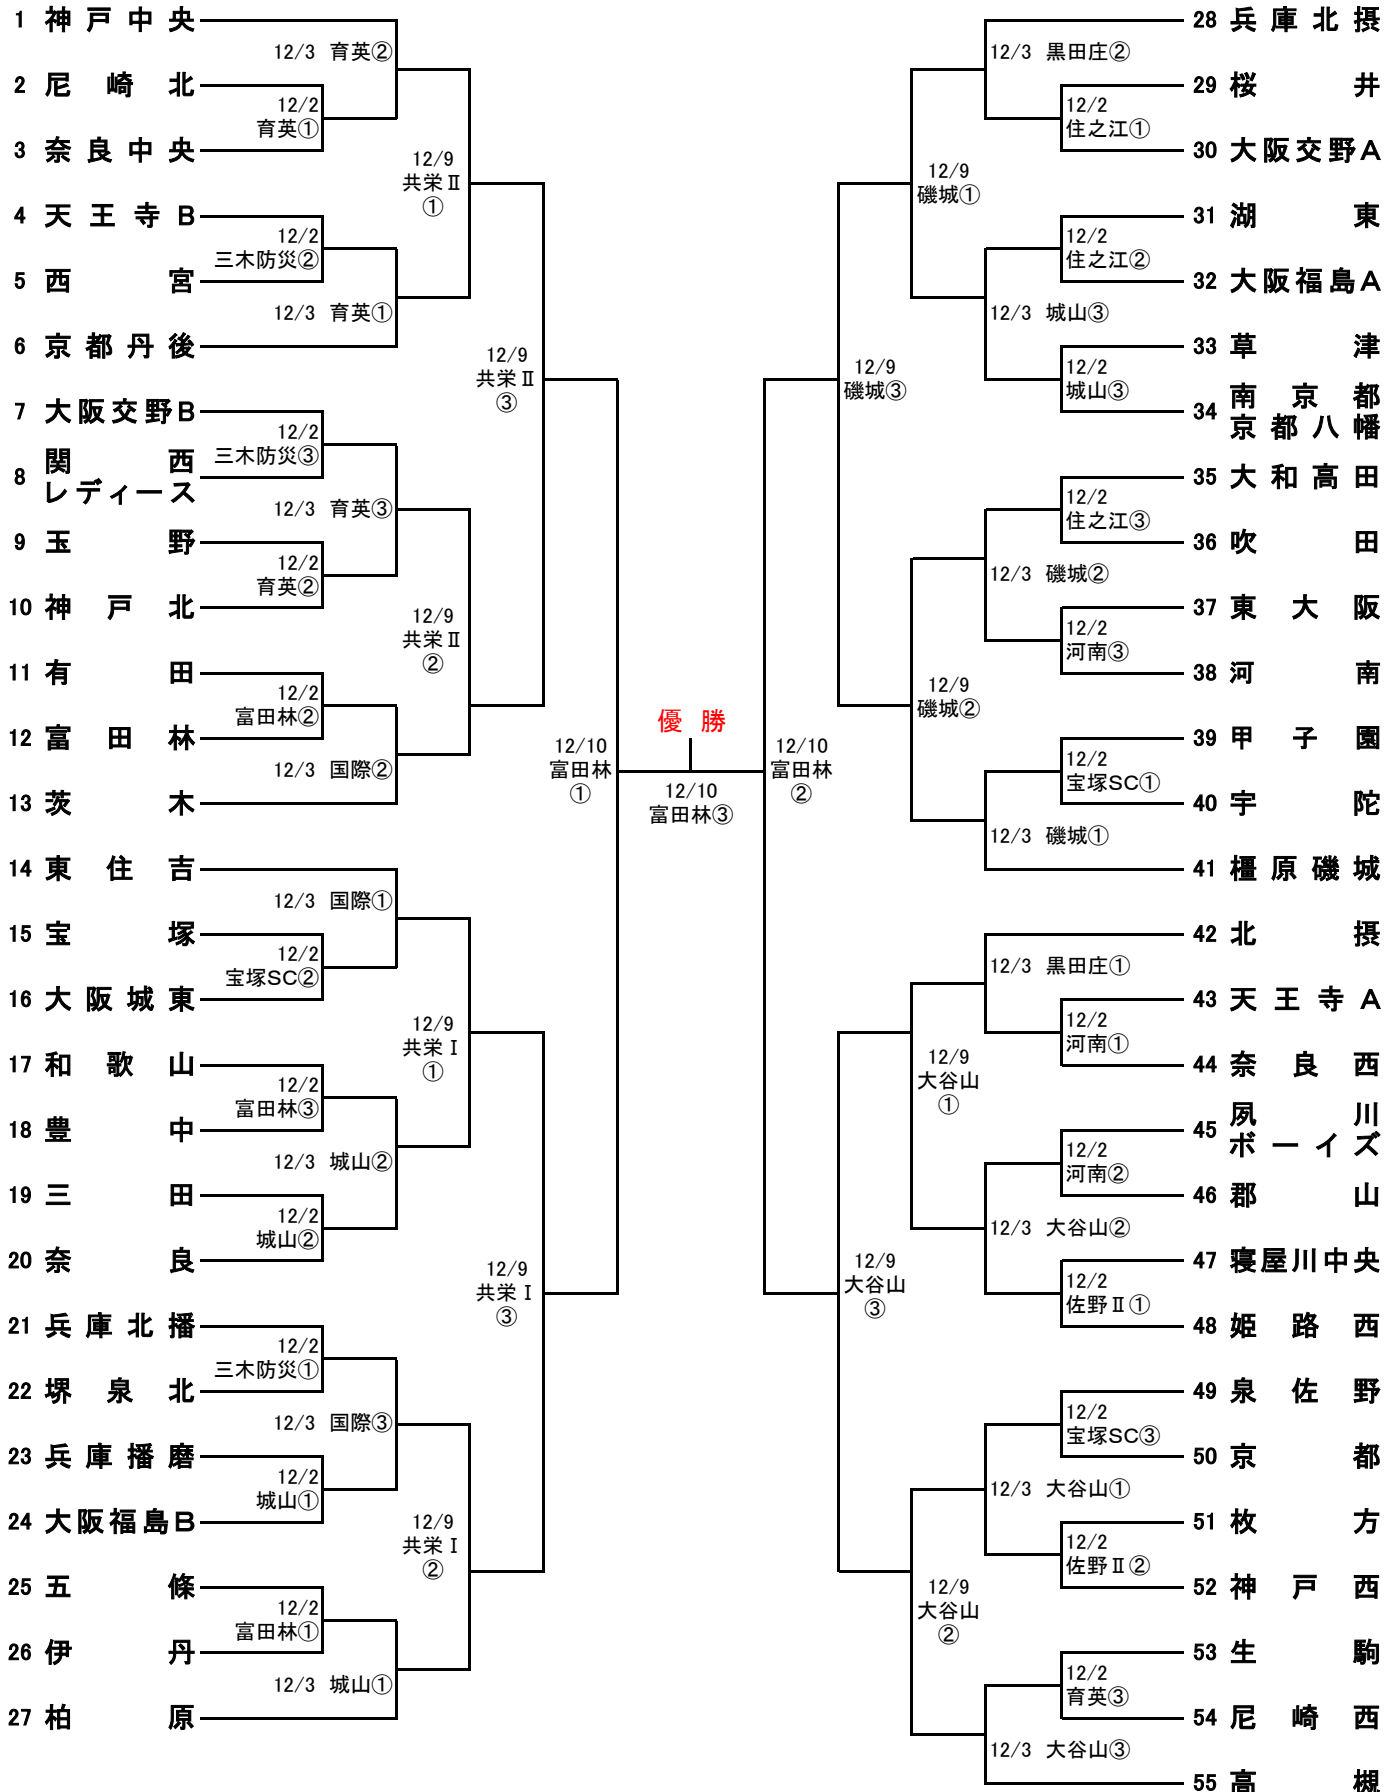 1 神戸中央
12/3 育英②
2 尼崎北
12/2
育英①
3 奈良中央
12/9
共栄Ⅱ
①
4 天王寺B
12/2
三木防災②
5 西宮
12/3 育英①
6 京都丹後
12/9
共栄Ⅱ
③
7 大阪交野B
12/2
三木防災③
8 関西
レディース
12/3 育英③
9 玉野
12/2
育英②
10 神戸北
12/9
共栄Ⅱ
②
11 有田
12/2
富田林②
12 富田林
12/3 国際②
13 茨木
12/10
富田林
①
14 東住吉
12/3 国際①
15 宝塚
12/2
宝塚SC②
16 大阪城東
12/9
共栄Ⅰ
①
17 和歌山
12/2
富田林③
18 豊中
12/3 城山②
19 三田
12/2
城山②
20 奈良
12/9
共栄Ⅰ
③
21 兵庫北播
12/2
三木防災①
22 堺泉北
12/3 国際③
23 兵庫播磨
12/2
城山①
24 大阪福島B
12/9
共栄Ⅰ
②
25 五條
12/2
富田林①
26 伊丹
12/3 城山①
27 柏原
優勝
12/10
富田林③
28 兵庫北摂
12/3 黒田庄②
29 桜井
12/2
住之江①
30 大阪交野A
12/9
磯城①
31 湖東
12/2
住之江②
32 大阪福島A
12/3 城山③
33 草津
12/2
城山③
34 南京都
京都八幡
12/9
磯城③
35 大和高田
12/2
住之江③
36 吹田
12/3 磯城②
37 東大阪
12/2
河南③
38 河南
12/9
磯城②
39 甲子園
12/2
宝塚SC①
40 宇陀
12/3 磯城①
41 橿原磯城
12/10
富田林
②
42 北摂
12/3 黒田庄①
43 天王寺A
12/2
河南①
44 奈良西
12/9
大谷山
①
45 夙川
ボーイズ
12/2
河南②
46 郡山
12/3 大谷山②
47 寝屋川中央
12/2
佐野Ⅱ①
48 姫路西
12/9
大谷山
③
49 泉佐野
12/2
宝塚SC③
50 京都
12/3 大谷山①
51 枚方
12/2
佐野Ⅱ②
52 神戸西
12/9
大谷山
②
53 生駒
12/2
育英③
54 尼崎西
12/3 大谷山③
55 高槻